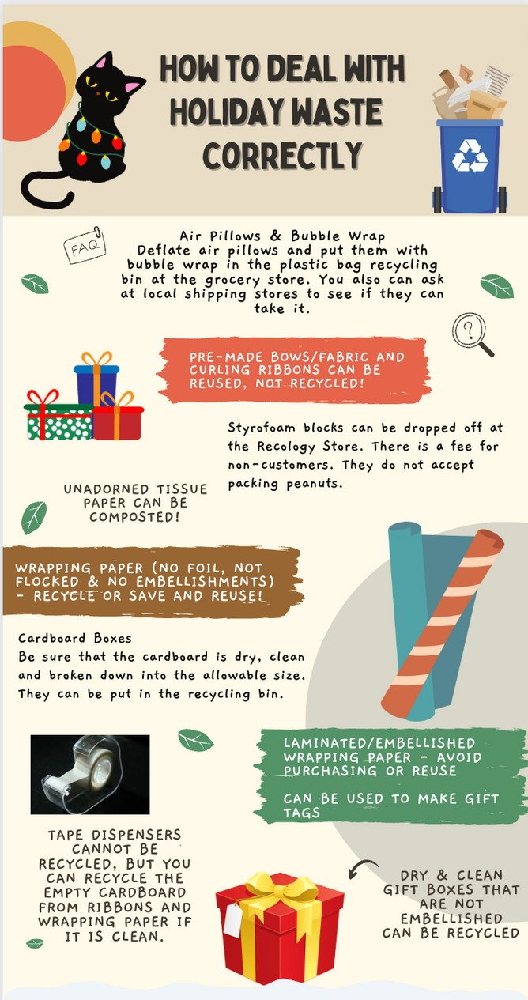 HOW TO DEAL WITH
HOLIDAY WASTE
CORRECTLY
FAQ
Air Pillows & Bubble Wrap
Deflate air pillows and put them with
bubble wrap in the plastic bag recycling
bin at the grocery store. You also can ask
at local shipping stores to see if they can
take it.
?
PRE-MADE BOWS/FABRIC AND
CURLING RIBBONS CAN BE
REUSED, NOT RECYCLED!
Styrofoam blocks can be dropped off at
the Recology Store. There is a fee for
non-customers. They do not accept
packing peanuts.
UNADORNED TISSUE
PAPER CAN BE
COMPOSTED!
WRAPPING PAPER (NO FOIL, NOT
FLOCKED & NO EMBELLISHMENTS)
- RECYCLE OR SAVE AND REUSE!
Cardboard Boxes
Be sure that the cardboard is dry, clean
and broken down into the allowable size.
They can be put in the recycling bin.
LAMINATED/EMBELLISHED
WRAPPING PAPER - AVOID
PURCHASING OR REUSE
CAN BE USED TO MAKE GIFT
TAGS
TAPE DISPENSERS
CANNOT BE
RECYCLED, BUT YOU
CAN RECYCLE THE
EMPTY CARDBOARD
FROM RIBBONS AND
WRAPPING PAPER IF
IT IS CLEAN.
DRY & CLEAN
GIFT BOXES THAT
ARE NOT
EMBELLISHED
CAN BE RECYCLED